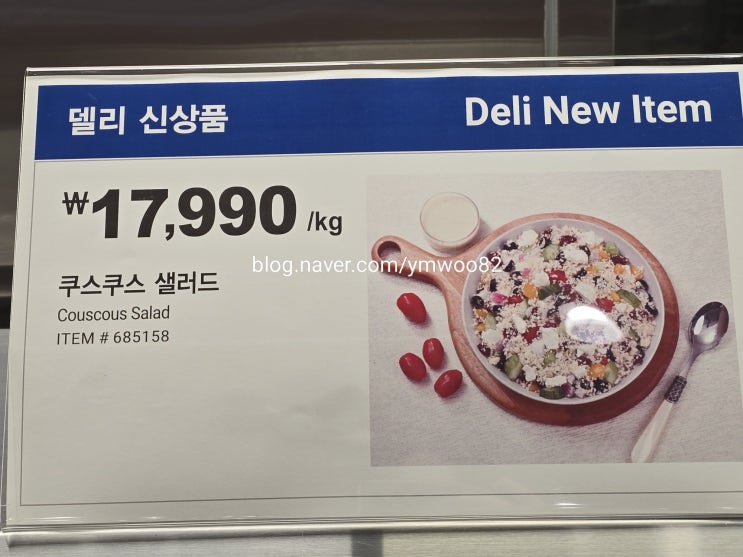 델리 신상품
Deli New Item
₩17,990 /kg
blog.naver.com/ymwoo82
쿠스쿠스 샐러드
Couscous Salad
ITEM # 685158